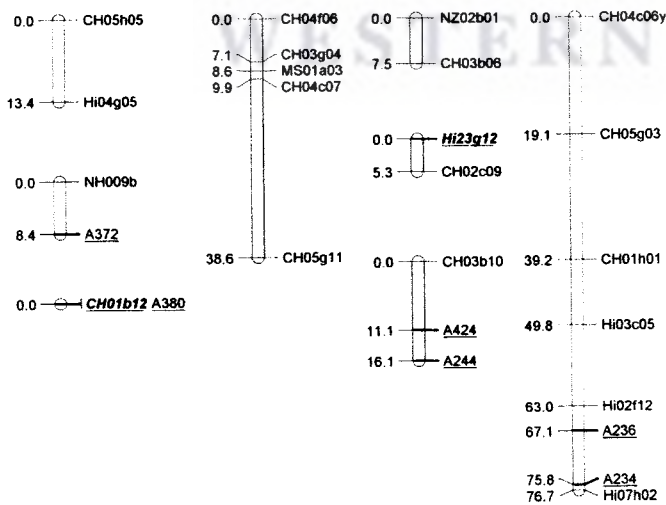 WESTERN
0.0 CH05h05
13.4 Hi04g05
0.0 NH009b
8.4 A372
0.0 CH01b12 A380
0.0 CH04f06
7.1 CH03g04
8.6 MS01a03
9.9 CH04c07
38.6 CH05g11
0.0 NZ02b01
7.5 CH03b06
0.0 Hi23g12
5.3 CH02c09
0.0 CH03b10
11.1 A424
16.1 A244
0.0 CH04c06y
19.1 CH05g03
39.2 CH01h01
49.8 Hi03c05
63.0 Hi02f12
67.1 A236
75.8 A234
76.7 Hi07h02